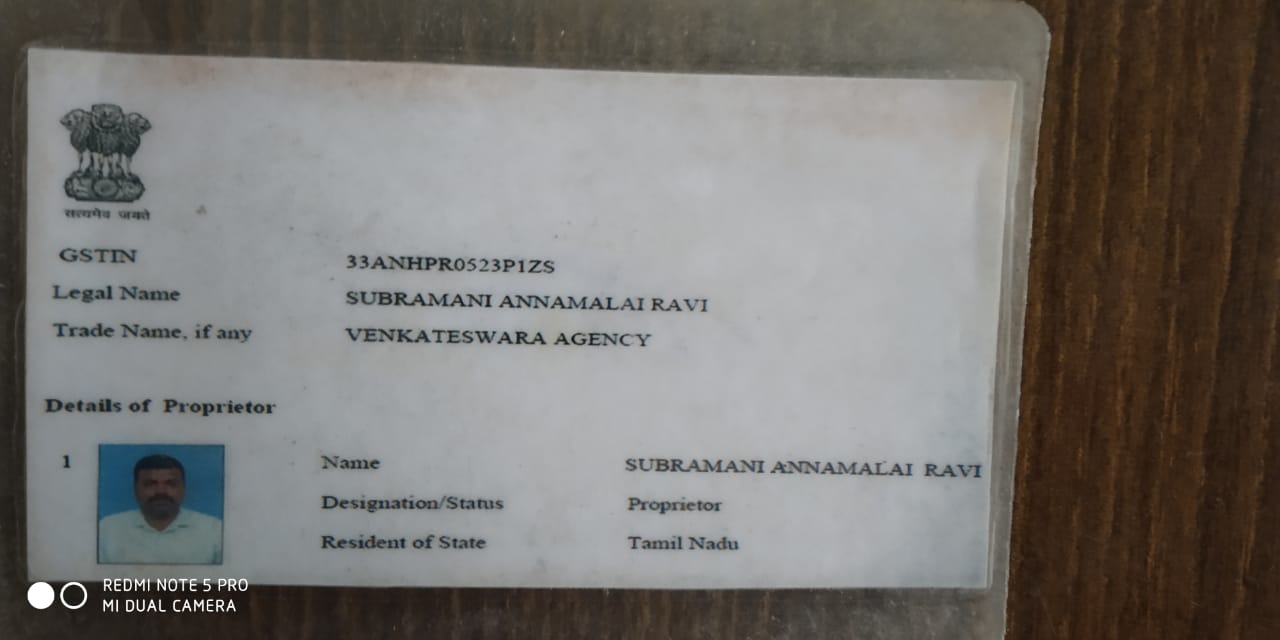 सत्यमेव जयते
GSTIN 33ANHPR0523P1ZS
Legal Name SUBRAMANI ANNAMALAI RAVI
Trade Name, if any VENKATESWARA AGENCY
Details of Proprietor
1 Name SUBRAMANI ANNAMALAI RAVI
Designation/Status Proprietor
Resident of State Tamil Nadu
REDMI NOTE 5 PRO
MI DUAL CAMERA